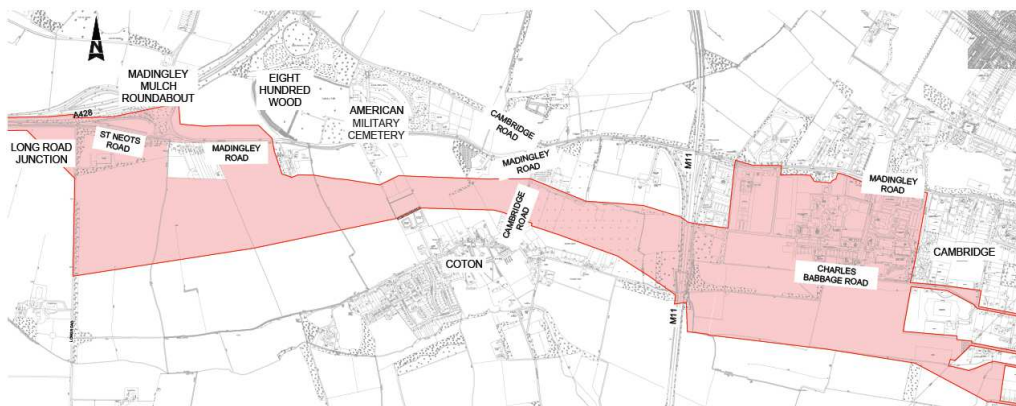 N
MADINGLEY
MULCH
ROUNDABOUT
EIGHT
HUNDRED
WOOD
AMERICAN
MILITARY
CEMETERY
CAMBRIDGE
ROAD
A428
ST NEOTS
ROAD
LONG ROAD
JUNCTION
MADINGLEY
ROAD
MADINGLEY
ROAD
M11
MADINGLEY
ROAD
CAMBRIDGE
ROAD
COTON
CAMBRIDGE
CHARLES
BABBAGE ROAD
M11